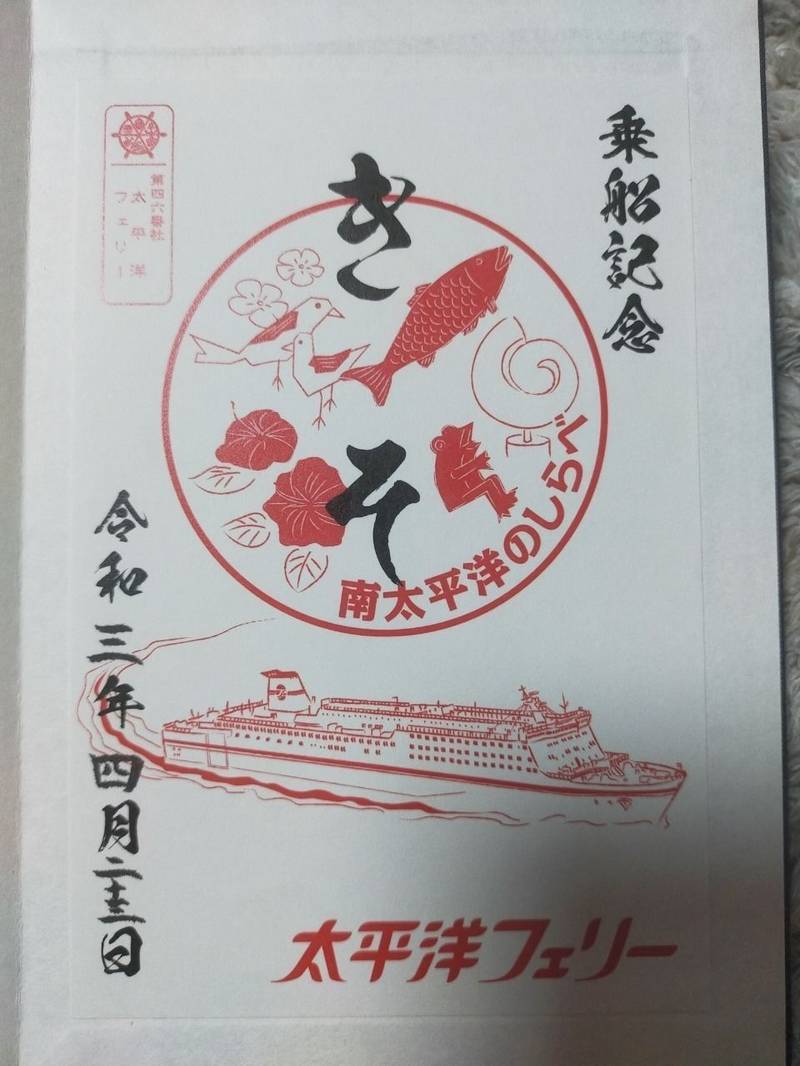 乗船記念
きそ
南太平洋のしらべ
第四六番社
太平洋
フェリー
令和三年四月二十三日
太平洋フェリー